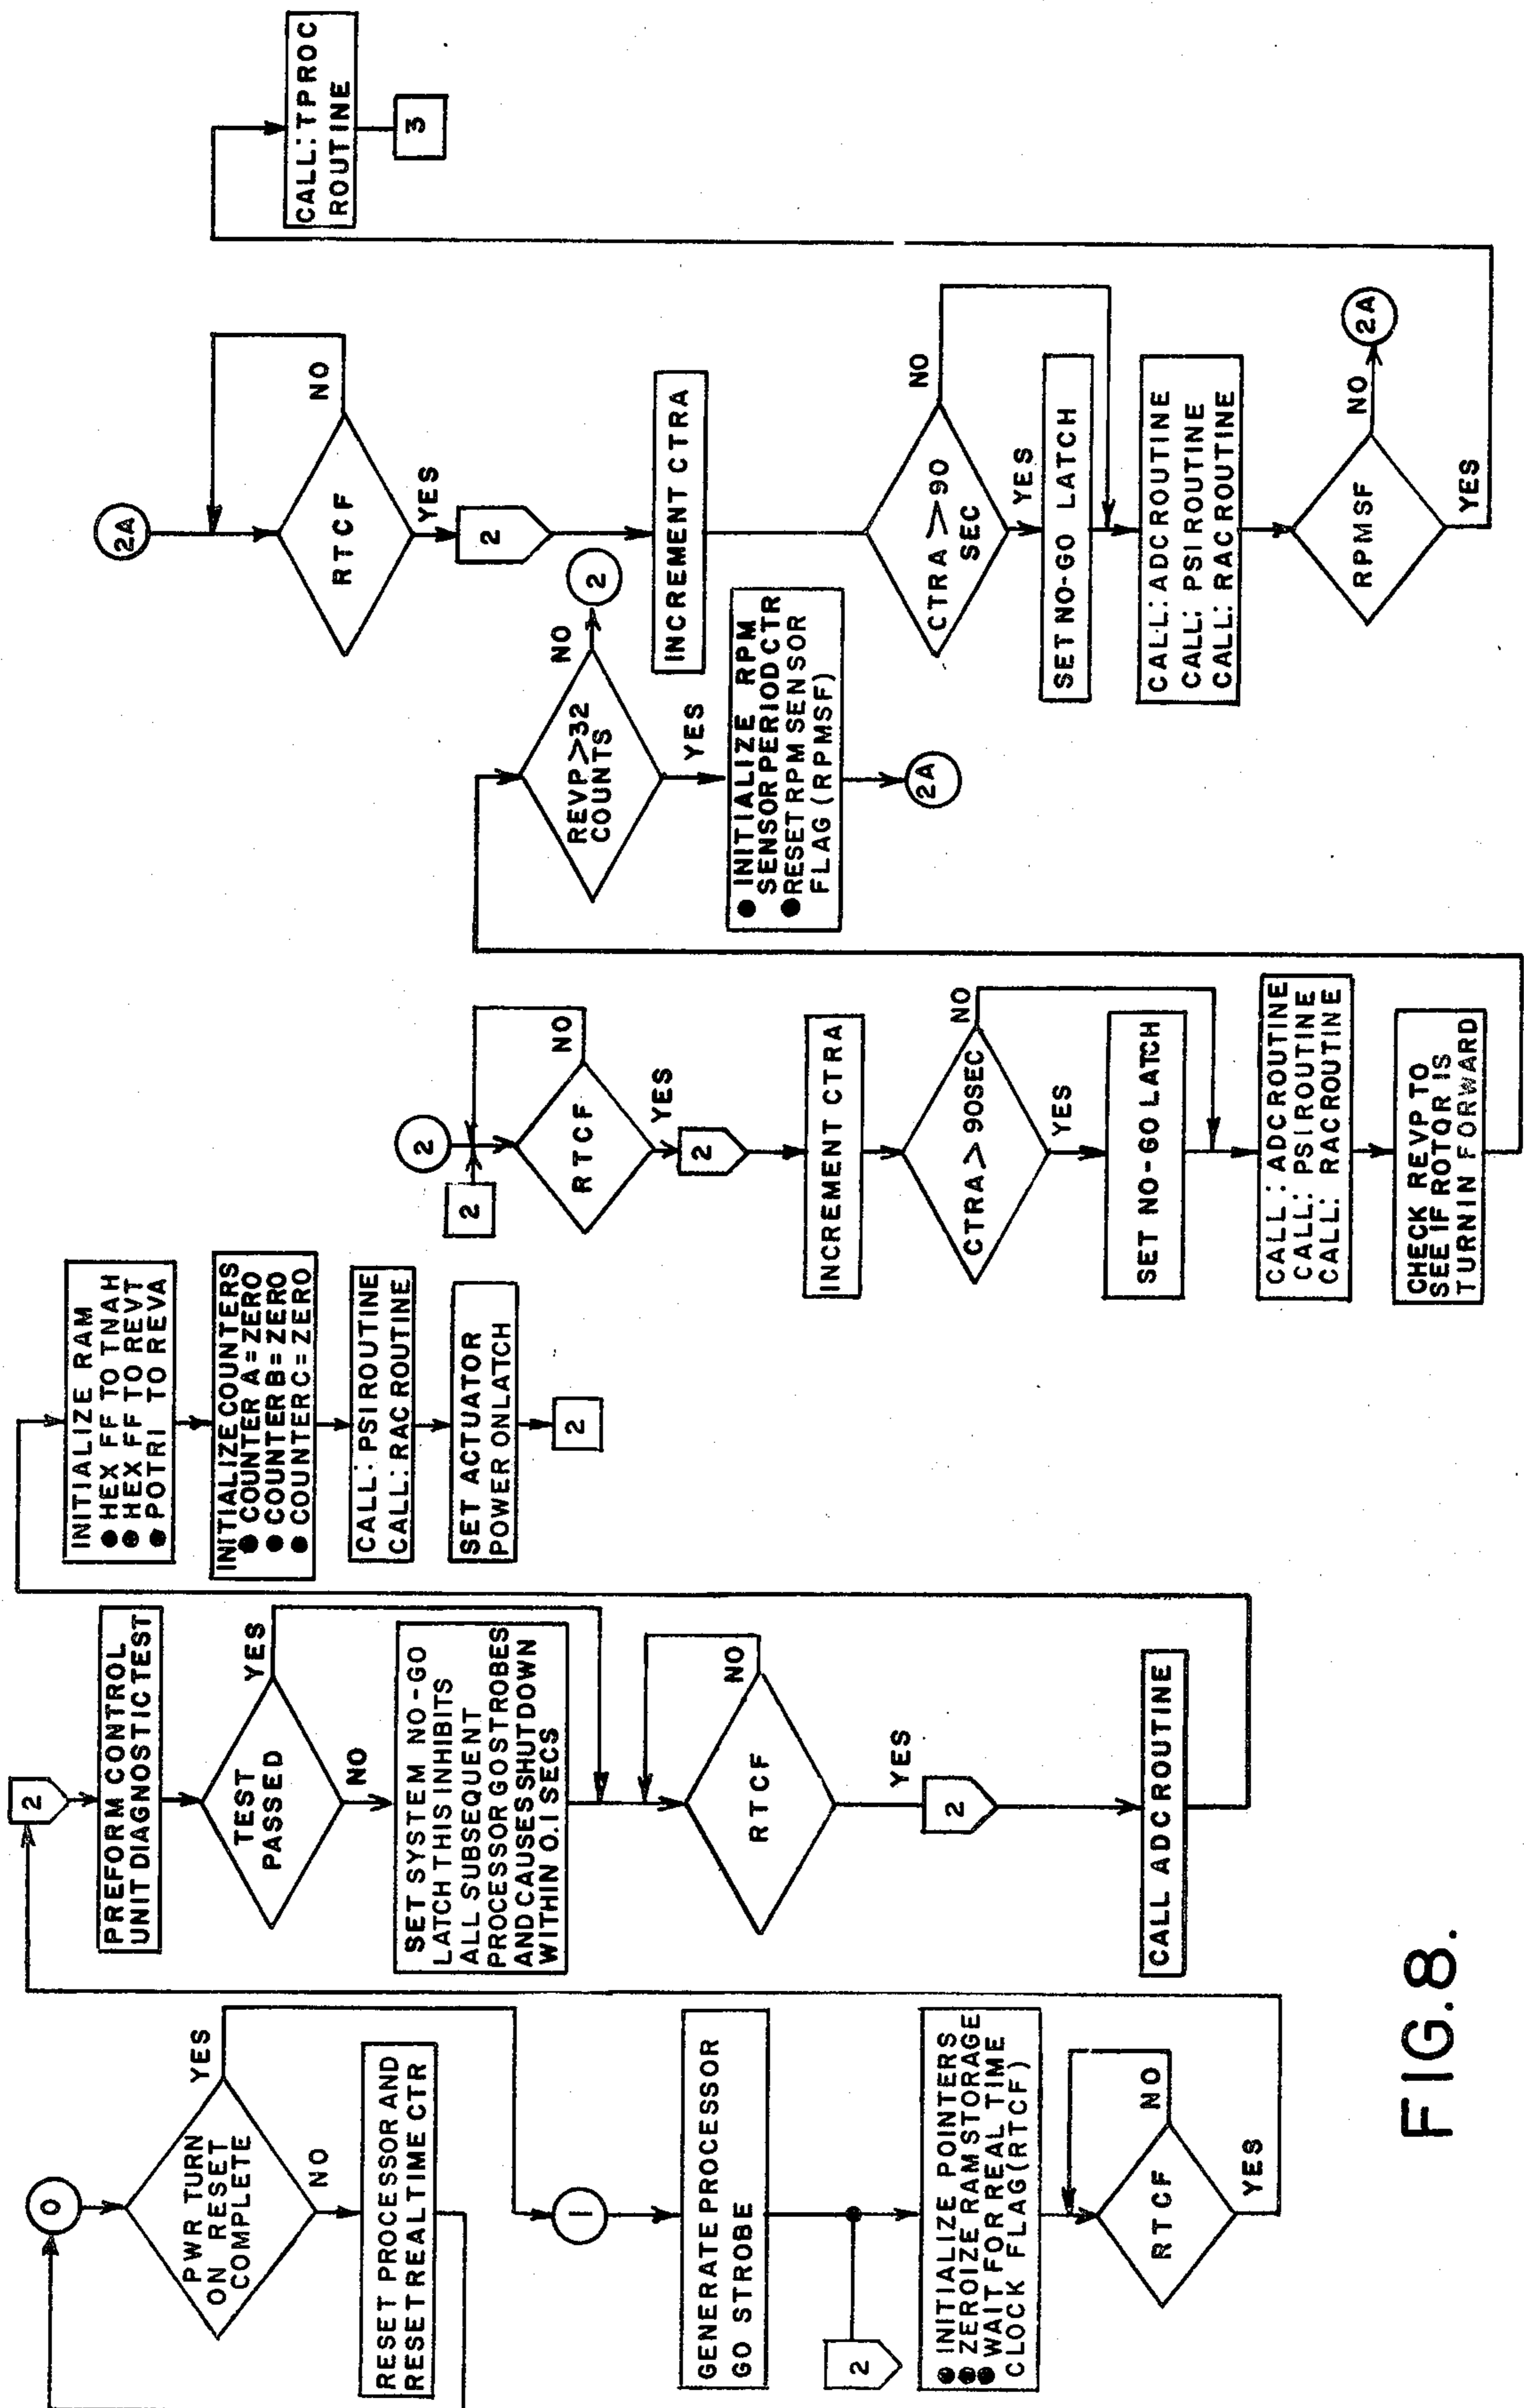 0
PWR TURN
ON RESET
COMPLETE
YES
NO
RESET PROCESSOR AND
RESET REAL TIME CTR
1
GENERATE PROCESSOR
GO STROBE
2
● INITIALIZE POINTERS
● ZEROIZE RAM STORAGE
● WAIT FOR REAL TIME
CLOCK FLAG (RTCF)
RTCF
NO
YES
2
PREFORM CONTROL
UNIT DIAGNOSTIC TEST
TEST
PASSED
YES
NO
SET SYSTEM NO-GO
LATCH THIS INHIBITS
ALL SUBSEQUENT
PROCESSOR GO STROBES
AND CAUSES SHUTDOWN
WITHIN 0.1 SECS
RTCF
NO
YES
2
CALL ADC ROUTINE
INITIALIZE RAM
● HEX FF TO TNAH
● HEX FF TO REVT
● POTRI TO REVA
INITIALIZE COUNTERS
● COUNTER A = ZERO
● COUNTER B = ZERO
● COUNTER C = ZERO
CALL: PSI ROUTINE
CALL: RAC ROUTINE
SET ACTUATOR
POWER ON LATCH
2
2
2
RTCF
NO
YES
2
INCREMENT CTRA
CTRA > 90 SEC
NO
YES
SET NO-GO LATCH
CALL: ADC ROUTINE
CALL: PSI ROUTINE
CALL: RAC ROUTINE
CHECK REVP TO
SEE IF ROTOR IS
TURNIN FORWARD
REVP > 32
COUNTS
NO
2
YES
● INITIALIZE RPM
SENSOR PERIOD CTR
● RESET RPM SENSOR
FLAG (RPMSF)
2A
2A
RTCF
NO
YES
2
INCREMENT CTRA
CTRA > 90
SEC
NO
YES
SET NO-GO LATCH
CALL: ADC ROUTINE
CALL: PSI ROUTINE
CALL: RAC ROUTINE
RPMSF
NO
2A
YES
CALL: TPROC
ROUTINE
3
FIG. 8.